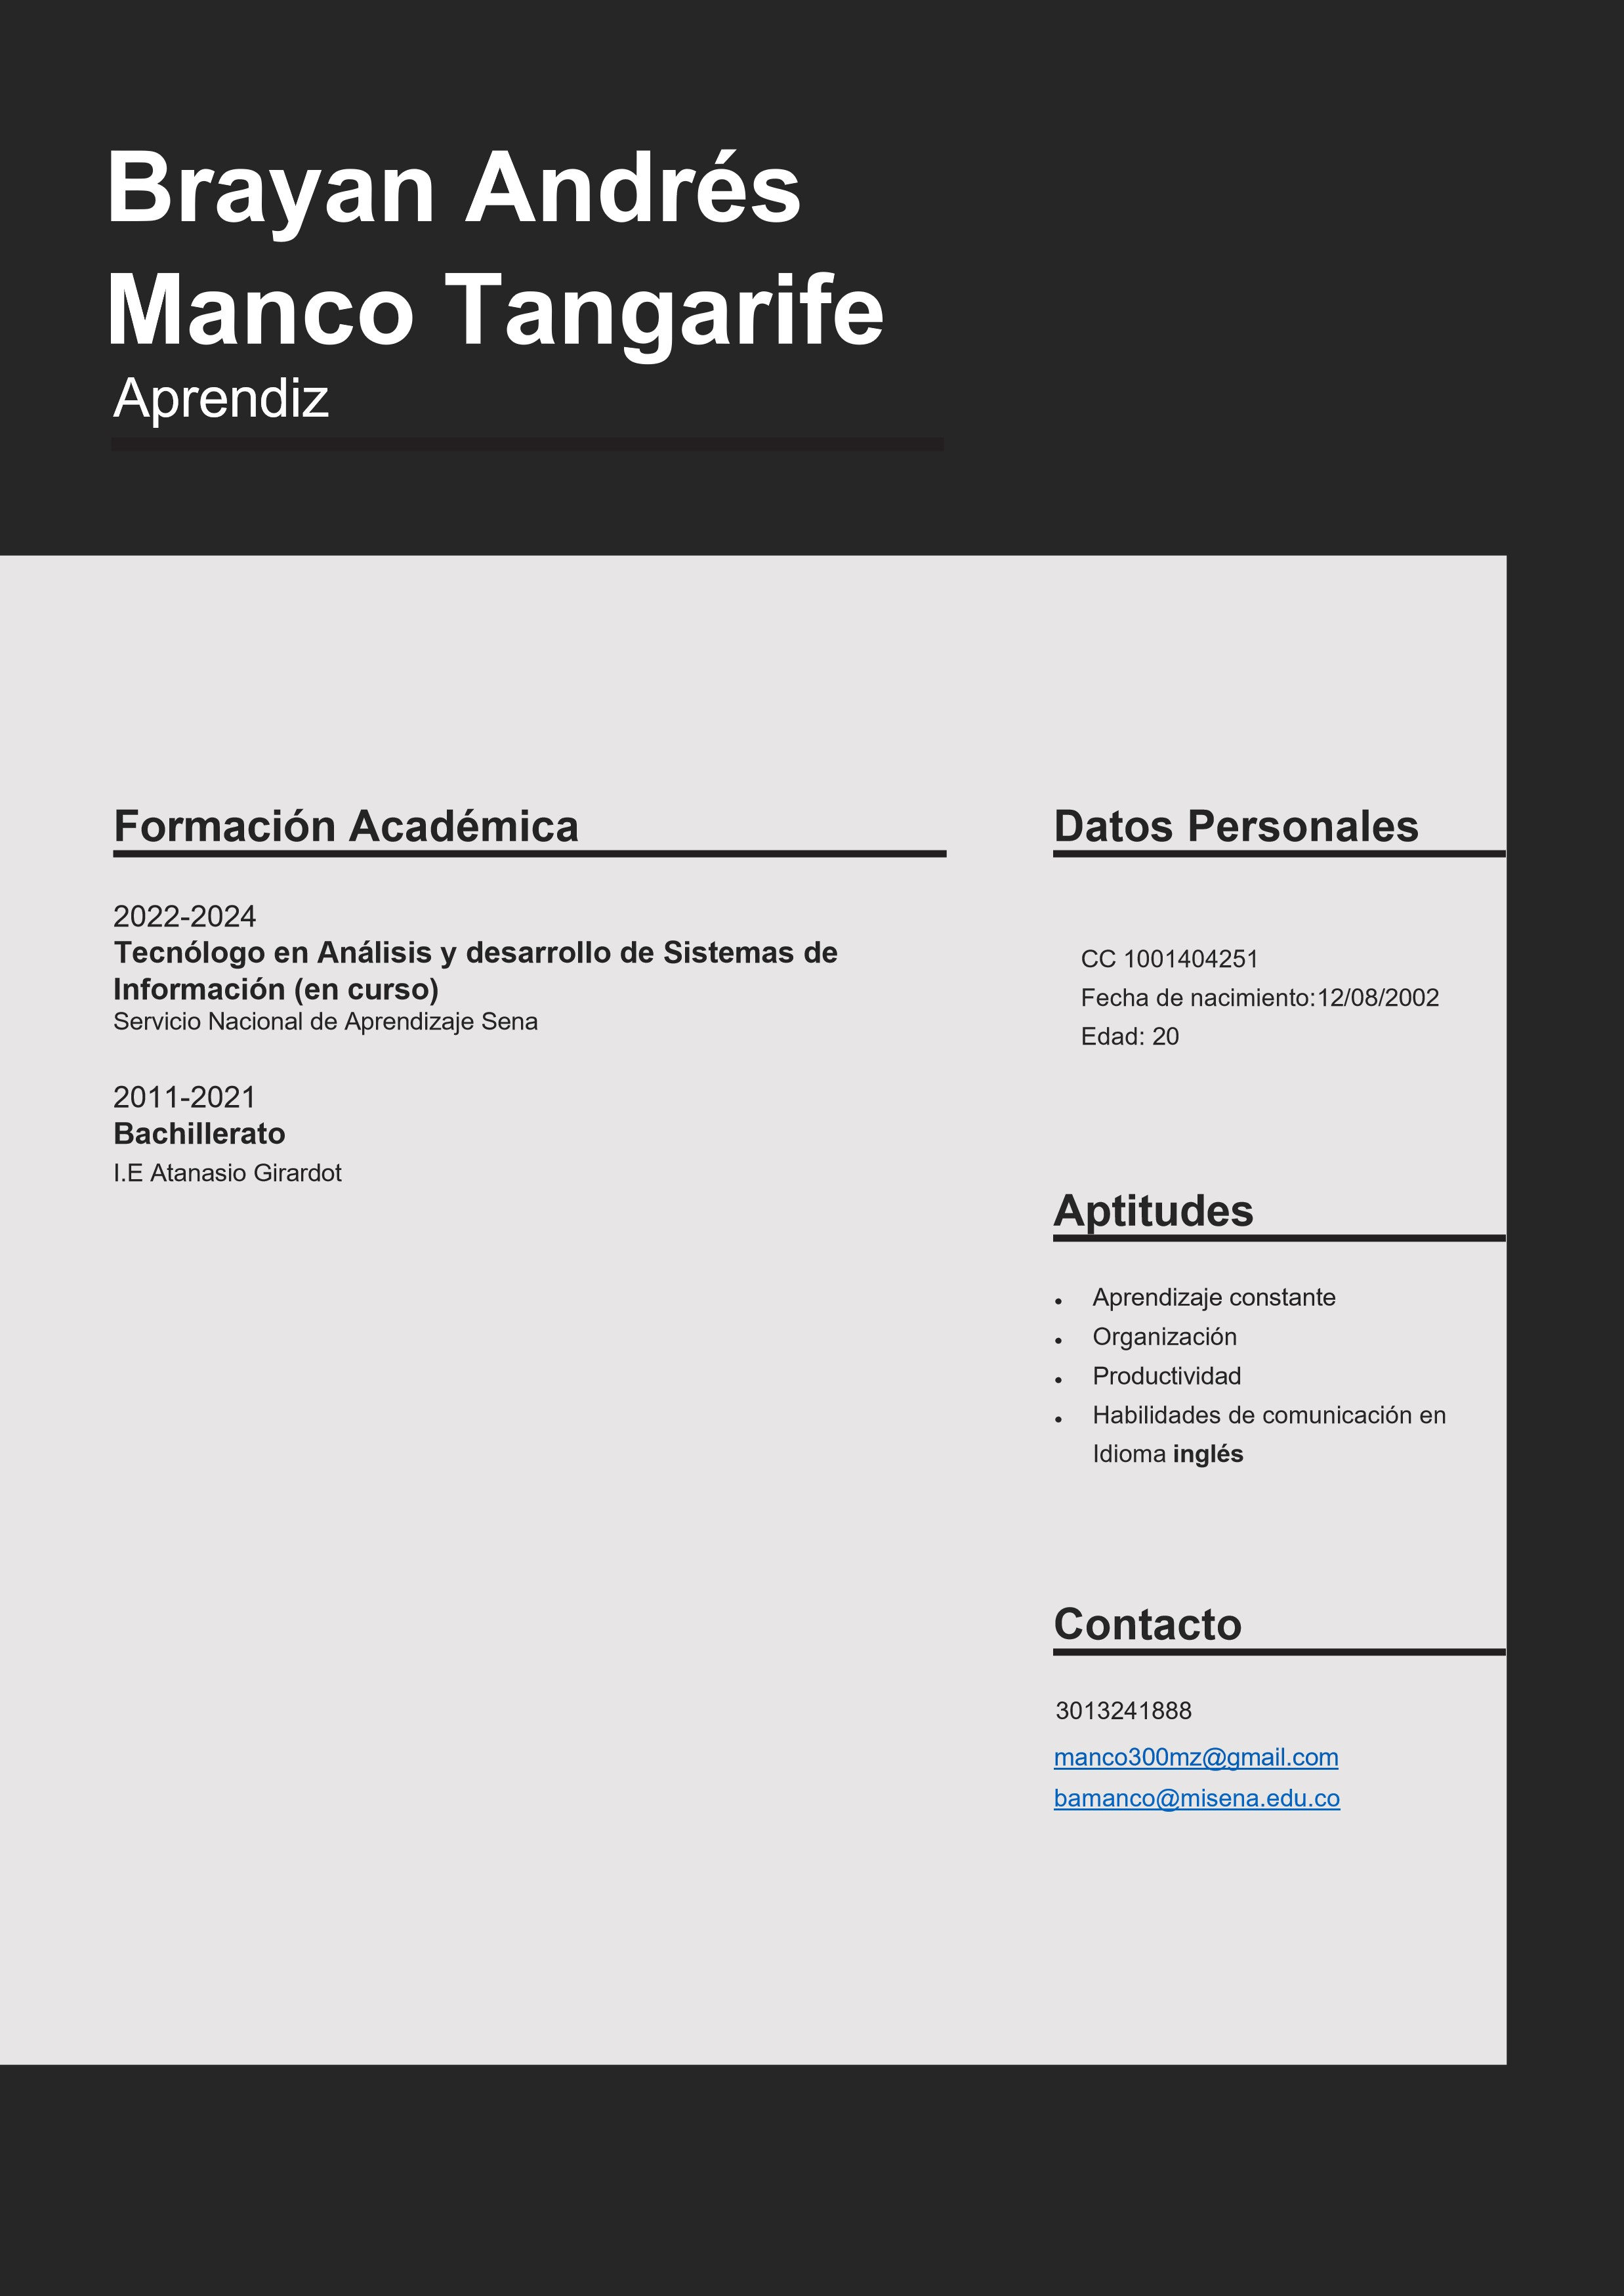 Brayan Andrés
Manco Tangarife
Aprendiz
Formación Académica
2022-2024
Tecnólogo en Análisis y desarrollo de Sistemas de
Información (en curso)
Servicio Nacional de Aprendizaje Sena
2011-2021
Bachillerato
I.E Atanasio Girardot
Datos Personales
CC 1001404251
Fecha de nacimiento:12/08/2002
Edad: 20
Aptitudes
• Aprendizaje constante
• Organización
• Productividad
• Habilidades de comunicación en
Idioma inglés
Contacto
3013241888
manco300mz@gmail.com
bamanco@misena.edu.co